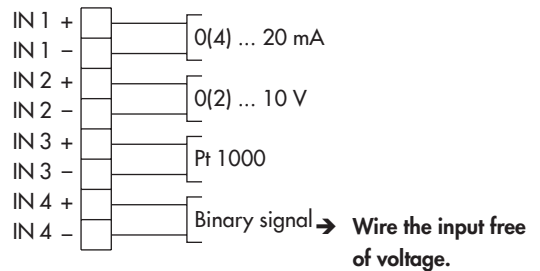 IN 1 +
IN 1 –
0(4) ... 20 mA
IN 2 +
IN 2 –
0(2) ... 10 V
IN 3 +
IN 3 –
Pt 1000
IN 4 +
IN 4 –
Binary signal → Wire the input free
of voltage.